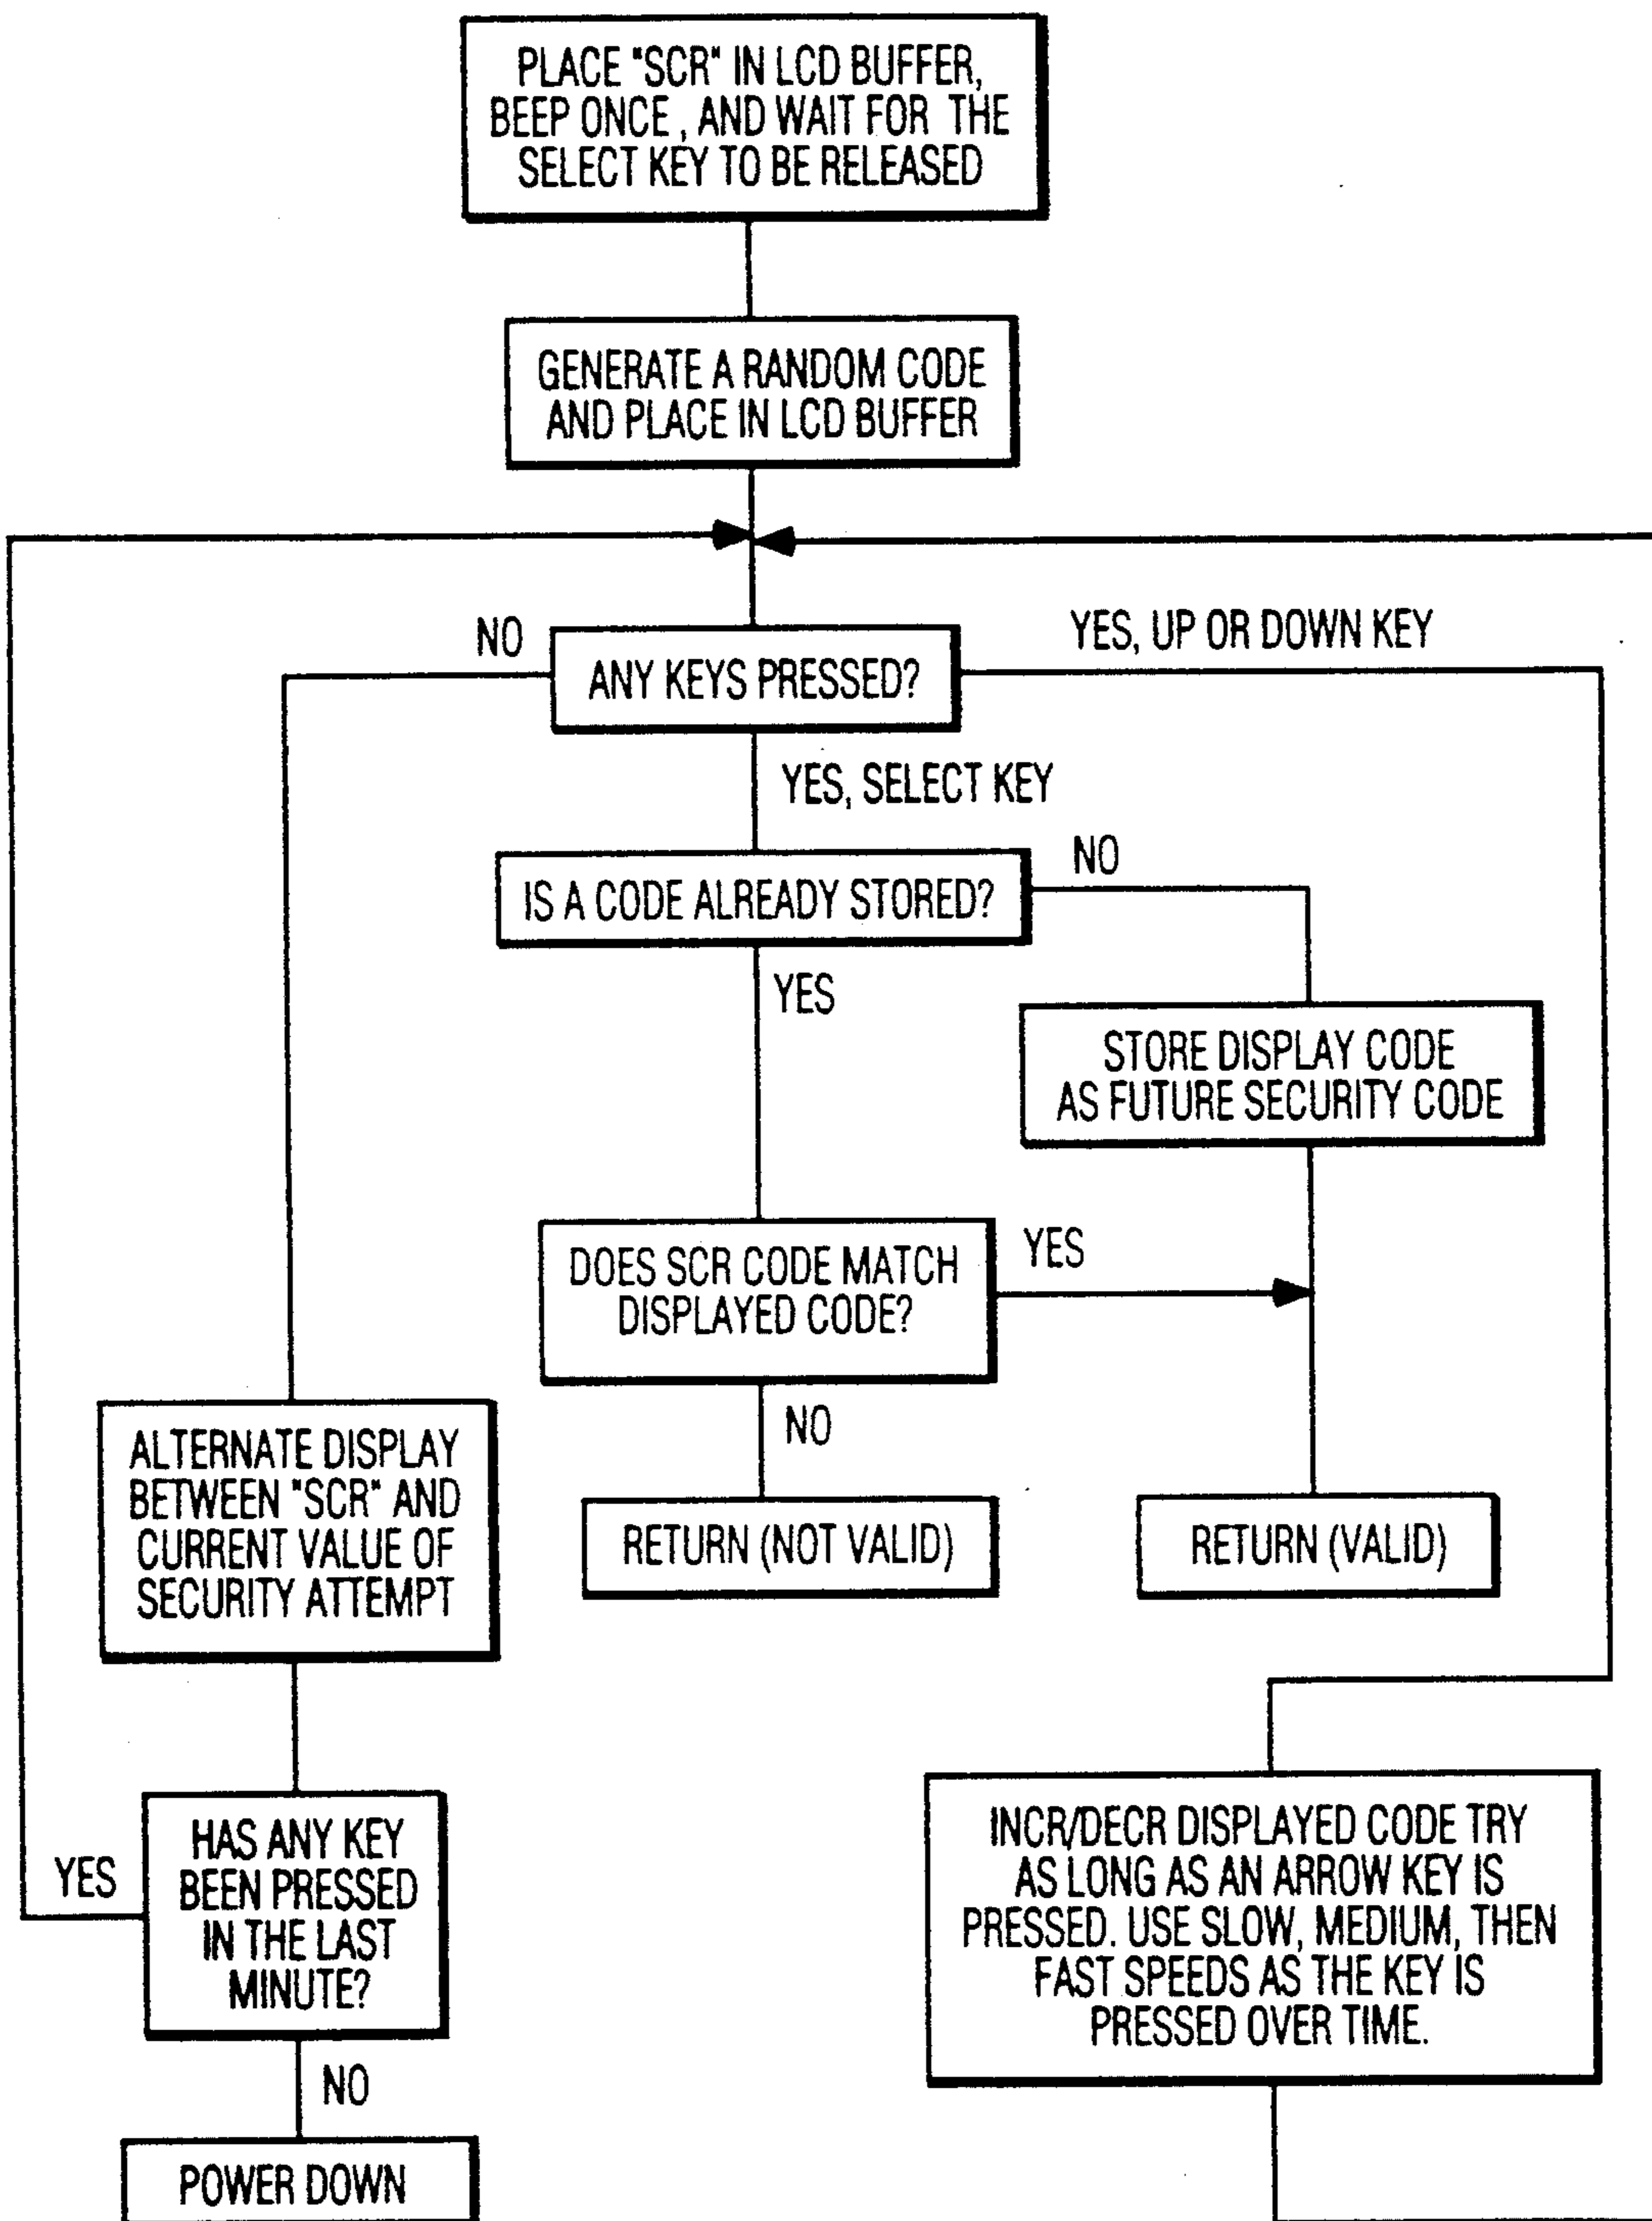 PLACE "SCR" IN LCD BUFFER,
BEEP ONCE , AND WAIT FOR THE
SELECT KEY TO BE RELEASED
GENERATE A RANDOM CODE
AND PLACE IN LCD BUFFER
NO
YES, UP OR DOWN KEY
ANY KEYS PRESSED?
YES, SELECT KEY
IS A CODE ALREADY STORED?
NO
YES
STORE DISPLAY CODE
AS FUTURE SECURITY CODE
DOES SCR CODE MATCH
DISPLAYED CODE?
YES
NO
RETURN (NOT VALID)
RETURN (VALID)
ALTERNATE DISPLAY
BETWEEN "SCR" AND
CURRENT VALUE OF
SECURITY ATTEMPT
HAS ANY KEY
BEEN PRESSED
IN THE LAST
MINUTE?
YES
NO
POWER DOWN
INCR/DECR DISPLAYED CODE TRY
AS LONG AS AN ARROW KEY IS
PRESSED. USE SLOW, MEDIUM, THEN
FAST SPEEDS AS THE KEY IS
PRESSED OVER TIME.